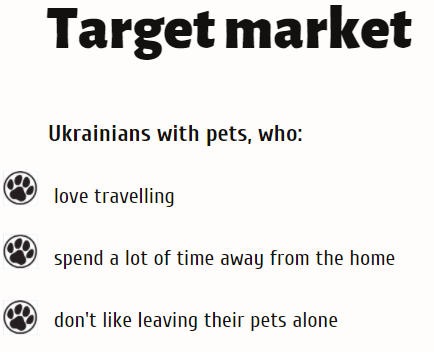 Target market
Ukrainians with pets, who:
love travelling
spend a lot of time away from the home
don't like leaving their pets alone